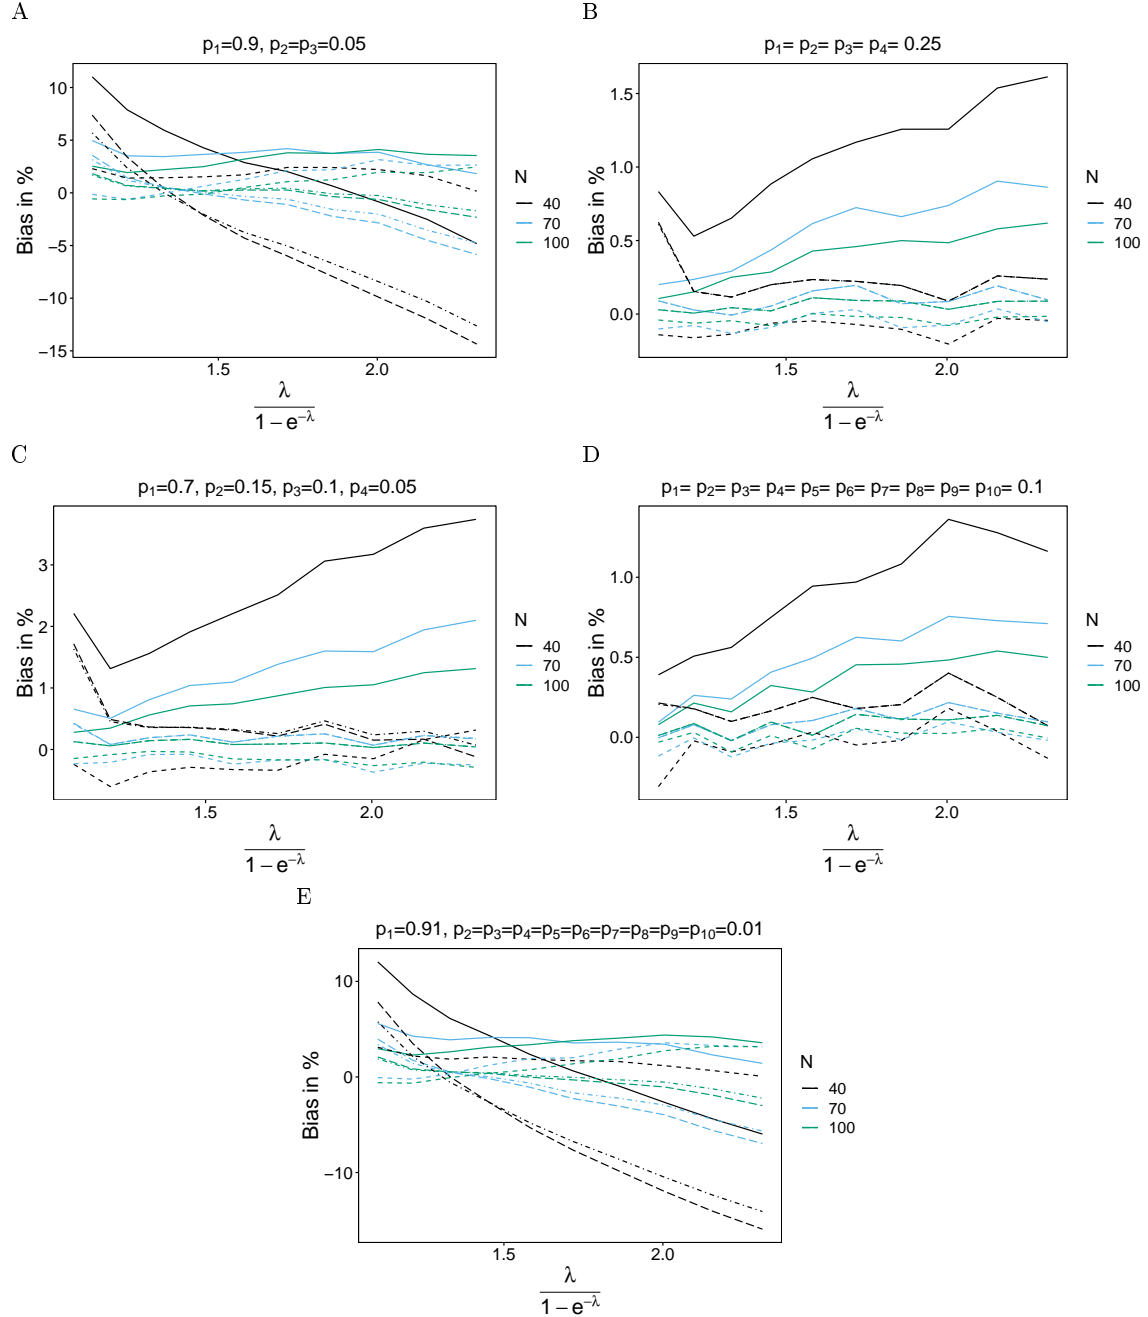 A
p₁=0.9, p₂=p₃=0.05
Bias in %
10
5
0
−5
−10
−15
1.5 2.0
λ
1 − e^−λ
N
40
70
100
B
p₁= p₂= p₃= p₄= 0.25
Bias in %
1.5
1.0
0.5
0.0
1.5 2.0
λ
1 − e^−λ
N
40
70
100
C
p₁=0.7, p₂=0.15, p₃=0.1, p₄=0.05
Bias in %
3
2
1
0
1.5 2.0
λ
1 − e^−λ
N
40
70
100
D
p₁= p₂= p₃= p₄= p₅= p₆= p₇= p₈= p₉= p₁₀= 0.1
Bias in %
1.0
0.5
0.0
1.5 2.0
λ
1 − e^−λ
N
40
70
100
E
p₁=0.91, p₂=p₃=p₄=p₅=p₆=p₇=p₈=p₉=p₁₀=0.01
Bias in %
10
0
−10
1.5 2.0
λ
1 − e^−λ
N
40
70
100